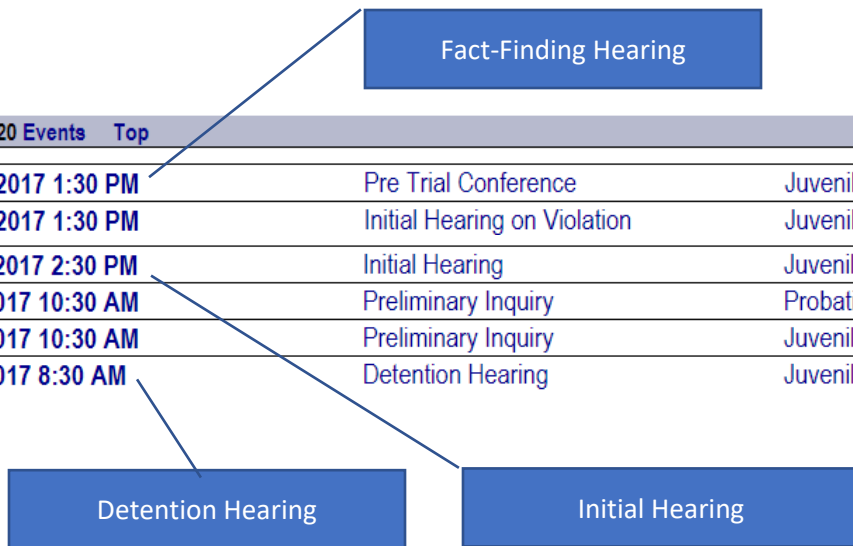 Fact-Finding Hearing
20 Events Top
2017 1:30 PM Pre Trial Conference Juvenil
2017 1:30 PM Initial Hearing on Violation Juvenil
2017 2:30 PM Initial Hearing Juvenil
017 10:30 AM Preliminary Inquiry Probati
017 10:30 AM Preliminary Inquiry Juvenil
017 8:30 AM Detention Hearing Juvenil
Detention Hearing Initial Hearing